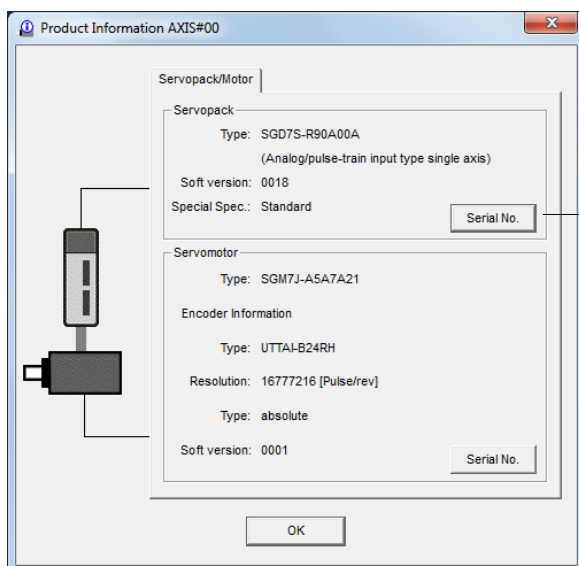 Product Information AXIS#00
x
Servopack/Motor
Servopack
Type: SGD7S-R90A00A
(Analog/pulse-train input type single axis)
Soft version: 0018
Special Spec.: Standard
Serial No.
Servomotor
Type: SGM7J-A5A7A21
Encoder Information
Type: UTTAI-B24RH
Resolution: 16777216 [Pulse/rev]
Type: absolute
Soft version: 0001
Serial No.
OK